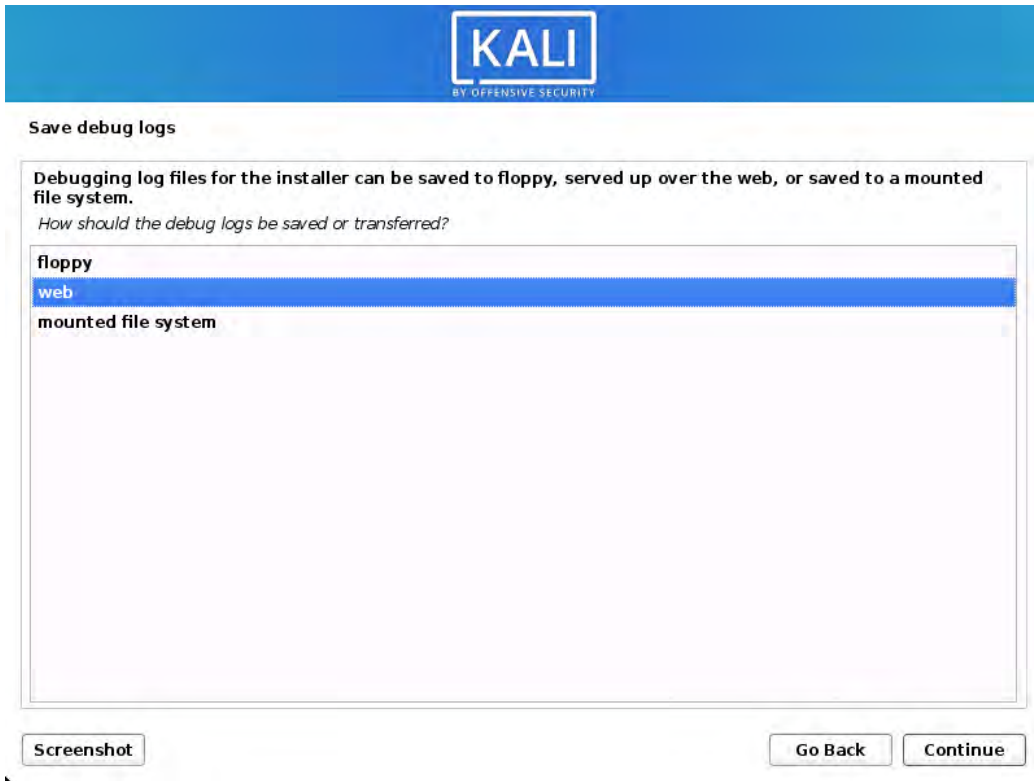 KALI
BY OFFENSIVE SECURITY
Save debug logs
Debugging log files for the installer can be saved to floppy, served up over the web, or saved to a mounted
file system.
How should the debug logs be saved or transferred?
floppy
web
mounted file system
Screenshot
Go Back
Continue